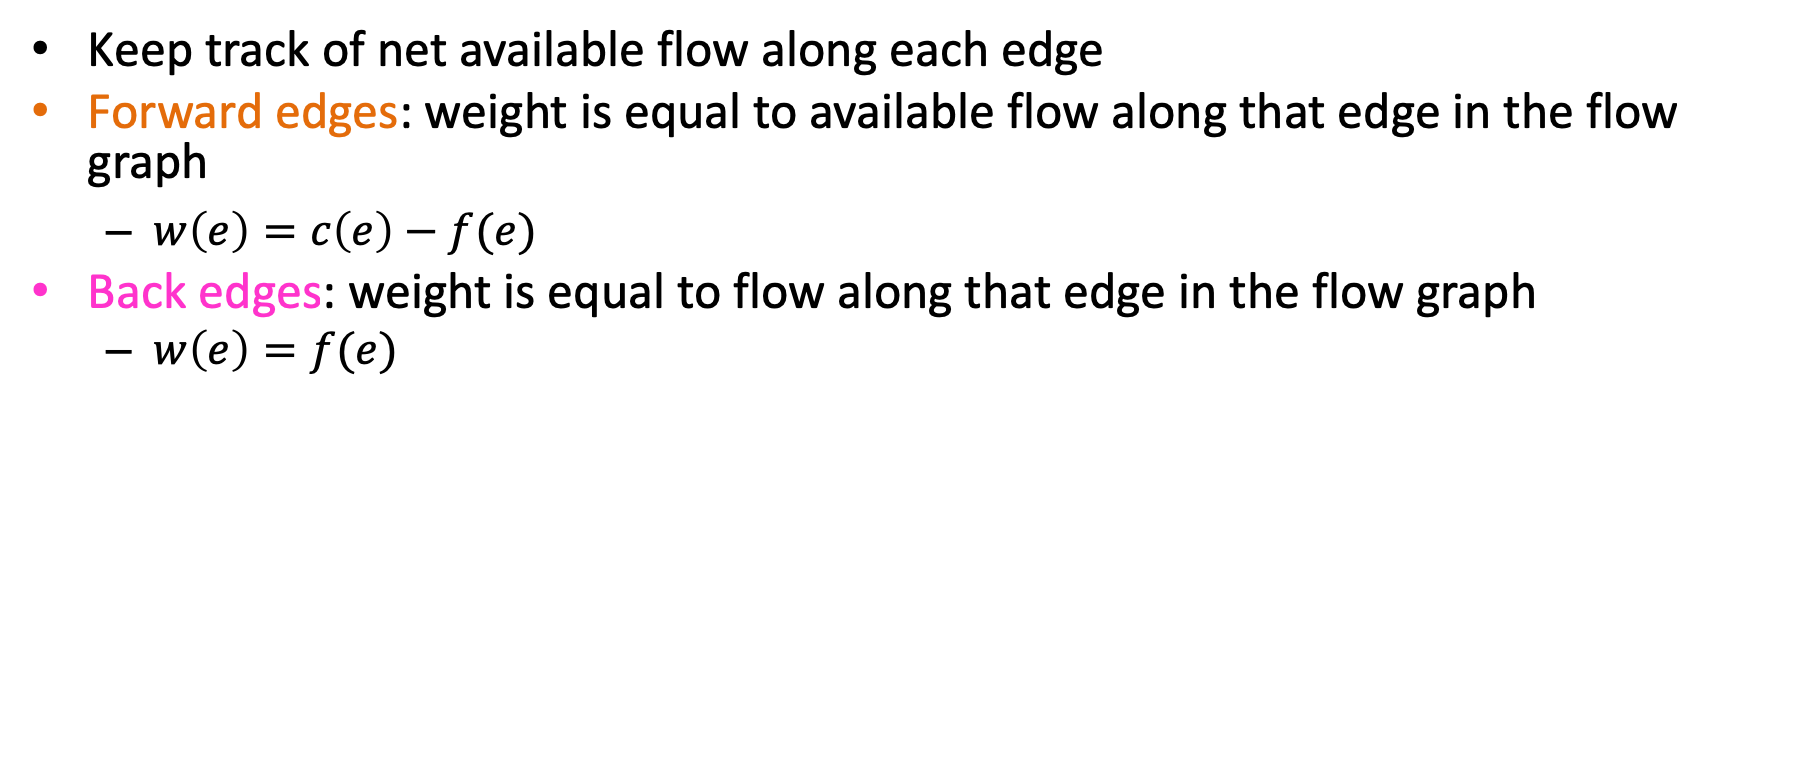 • Keep track of net available flow along each edge
• Forward edges: weight is equal to available flow along that edge in the flow
graph
– w(e) = c(e) − f(e)
• Back edges: weight is equal to flow along that edge in the flow graph
– w(e) = f(e)